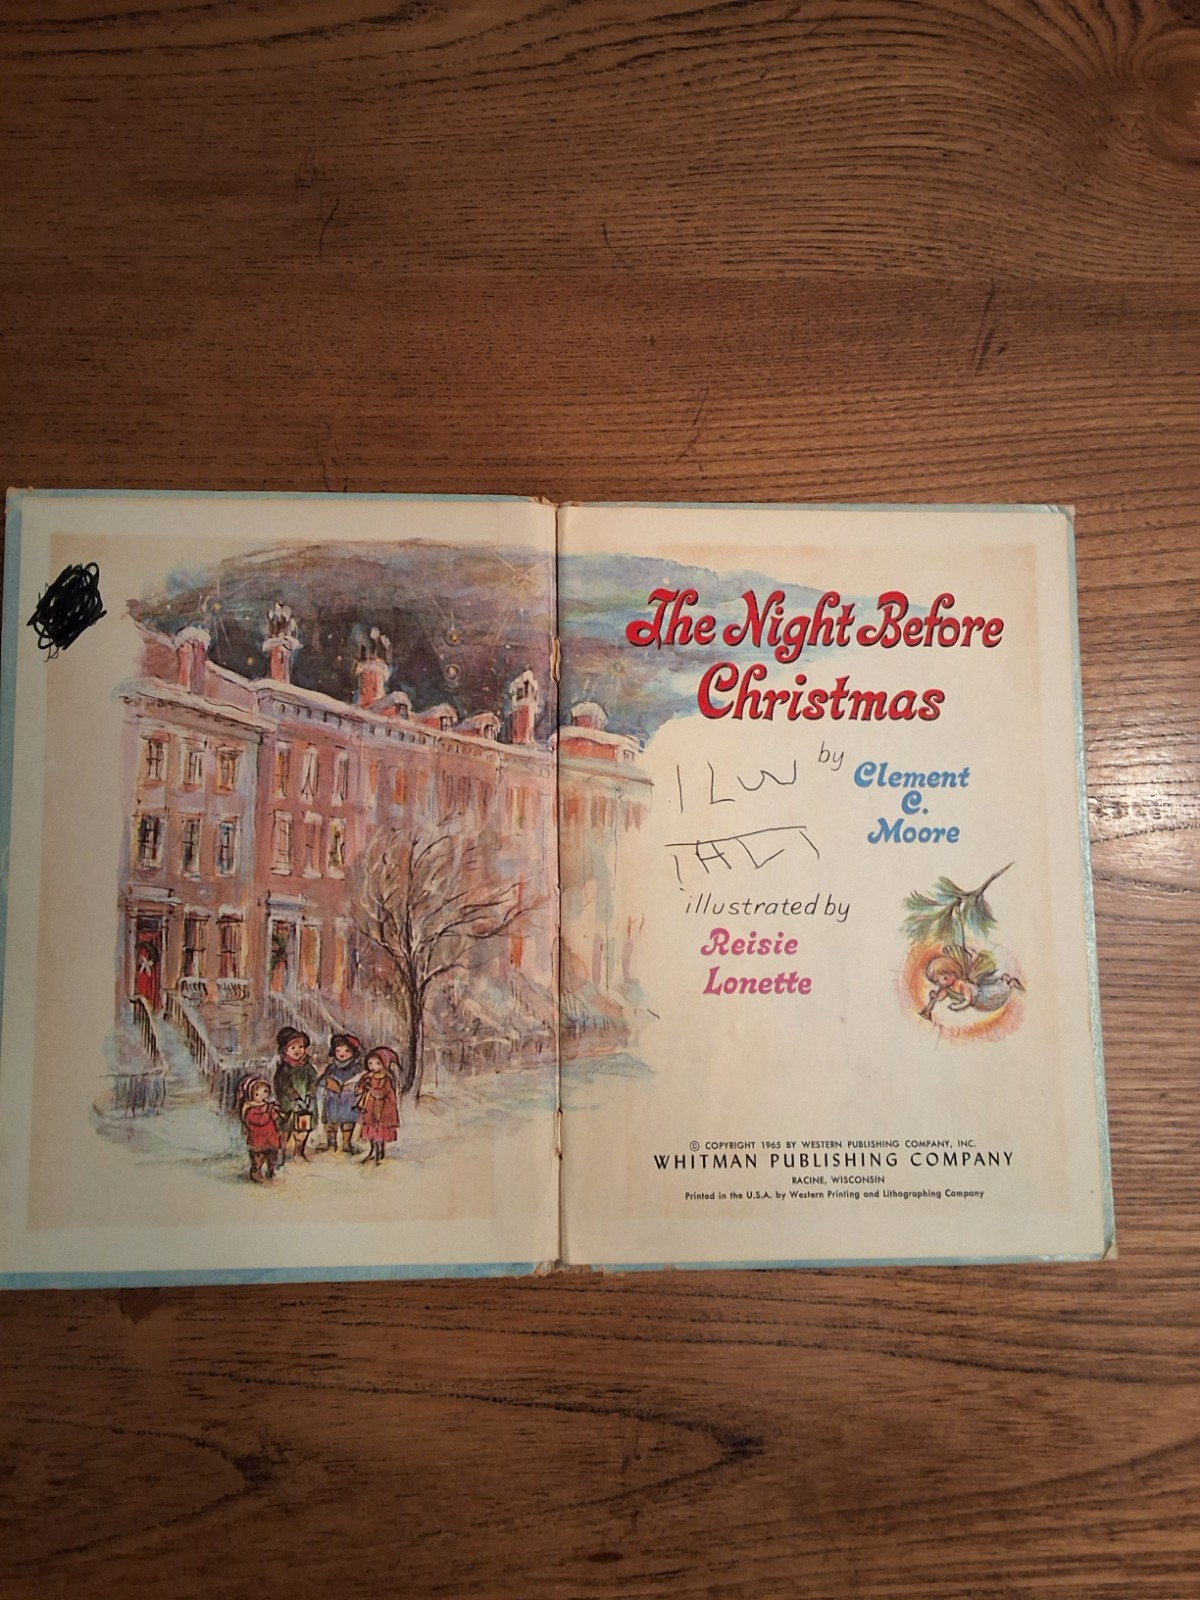 The Night Before
Christmas
by
Clement
C.
Moore
illustrated by
Reisie
Lonette
© COPYRIGHT 1965 BY WESTERN PUBLISHING COMPANY, INC.
WHITMAN PUBLISHING COMPANY
RACINE, WISCONSIN
Printed in the U.S.A. by Western Printing and Lithographing Company